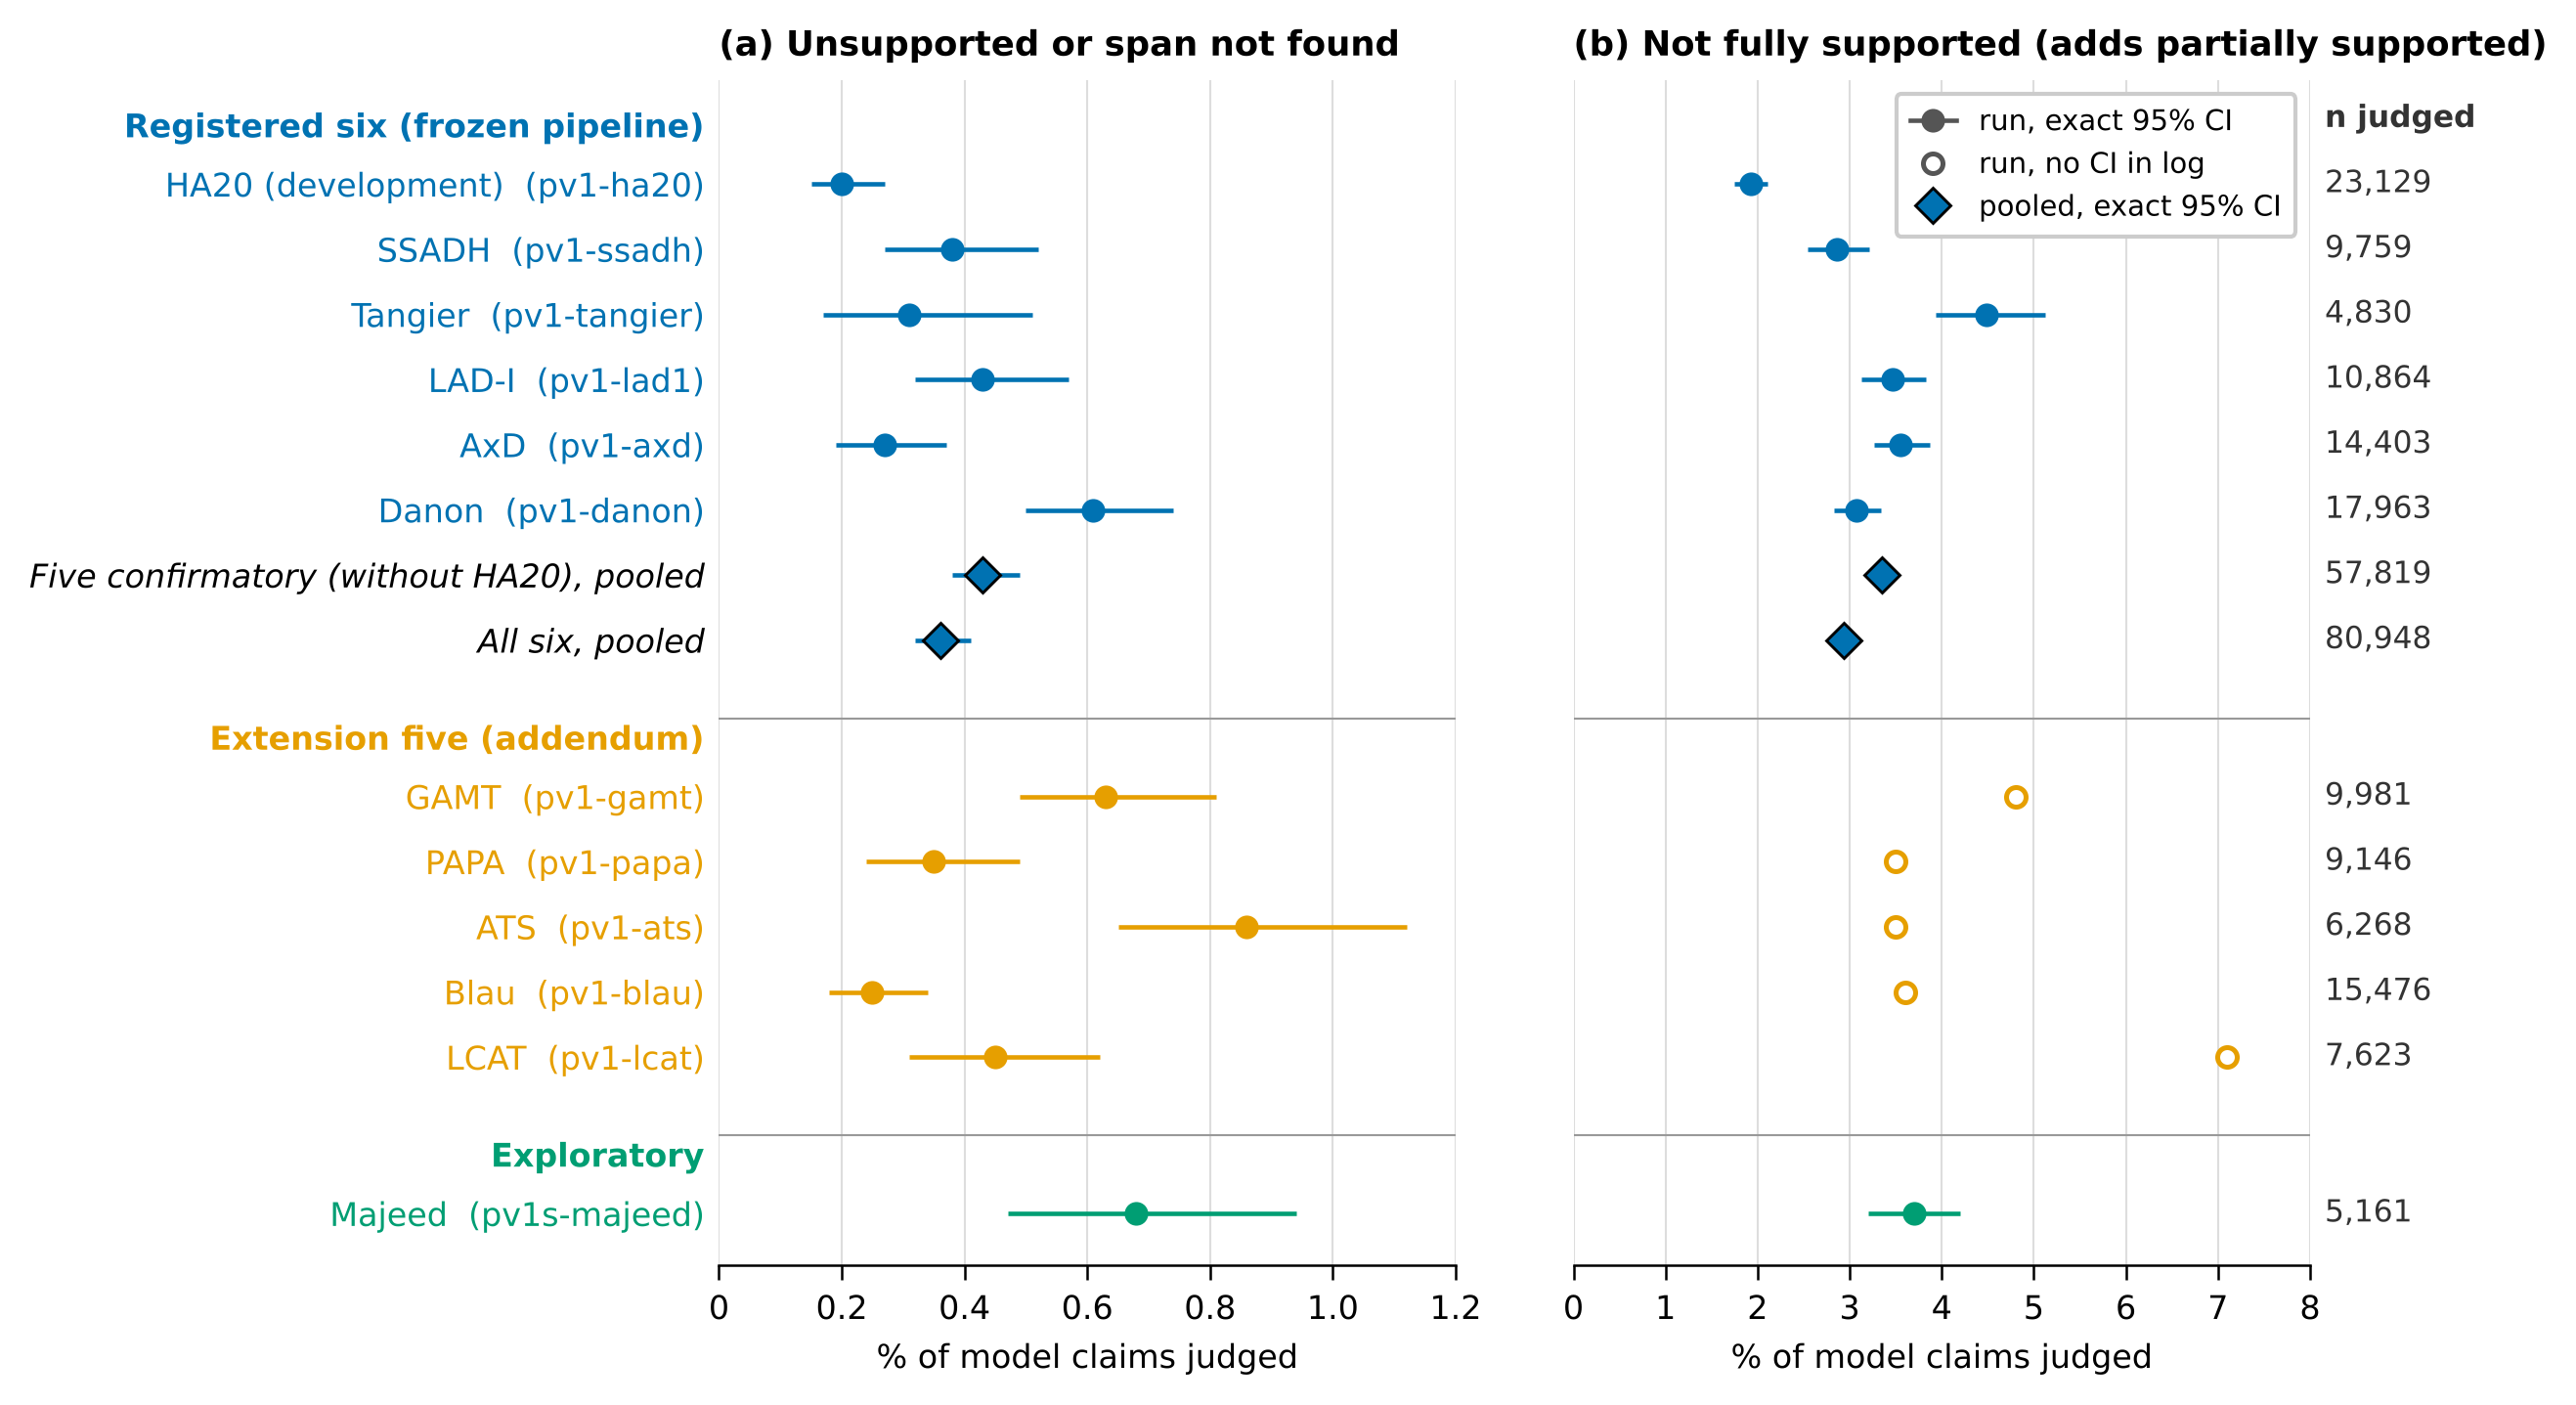 (a) Unsupported or span not found
(b) Not fully supported (adds partially supported)
Registered six (frozen pipeline)
n judged
run, exact 95% CI
run, no CI in log
pooled, exact 95% CI
HA20 (development) (pv1-ha20)
23,129
SSADH (pv1-ssadh)
9,759
Tangier (pv1-tangier)
4,830
LAD-I (pv1-lad1)
10,864
AxD (pv1-axd)
14,403
Danon (pv1-danon)
17,963
Five confirmatory (without HA20), pooled
57,819
All six, pooled
80,948
Extension five (addendum)
GAMT (pv1-gamt)
9,981
PAPA (pv1-papa)
9,146
ATS (pv1-ats)
6,268
Blau (pv1-blau)
15,476
LCAT (pv1-lcat)
7,623
Exploratory
Majeed (pv1s-majeed)
5,161
0 0.2 0.4 0.6 0.8 1.0 1.2
0 1 2 3 4 5 6 7 8
% of model claims judged
% of model claims judged